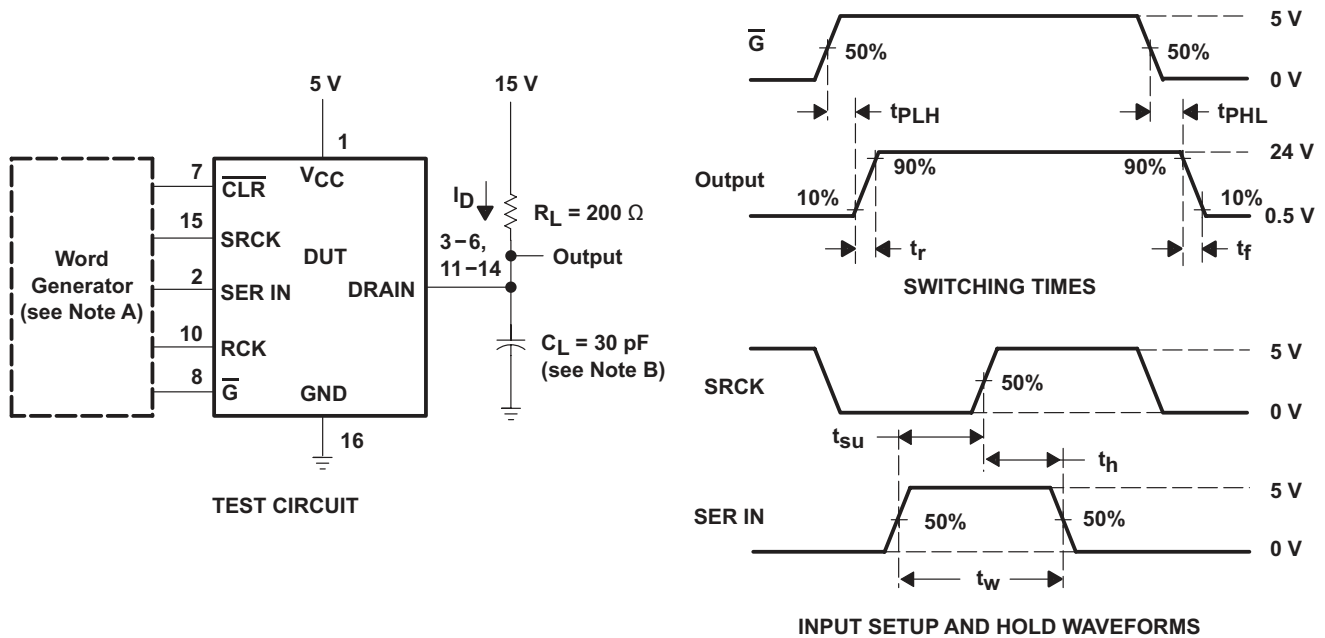 5 V
15 V
1
VCC
7
CLR
15
SRCK
DUT
2
SER IN
DRAIN
10
RCK
8
G
GND
16
Word
Generator
(see Note A)
ID
RL = 200 Ω
3−6,
11−14
Output
CL = 30 pF
(see Note B)
TEST CIRCUIT
G
5 V
50%
50%
0 V
tPLH
tPHL
24 V
Output
90%
90%
10%
10%
0.5 V
tr
tf
SWITCHING TIMES
5 V
SRCK
50%
0 V
tsu
th
5 V
SER IN
50%
50%
0 V
tw
INPUT SETUP AND HOLD WAVEFORMS